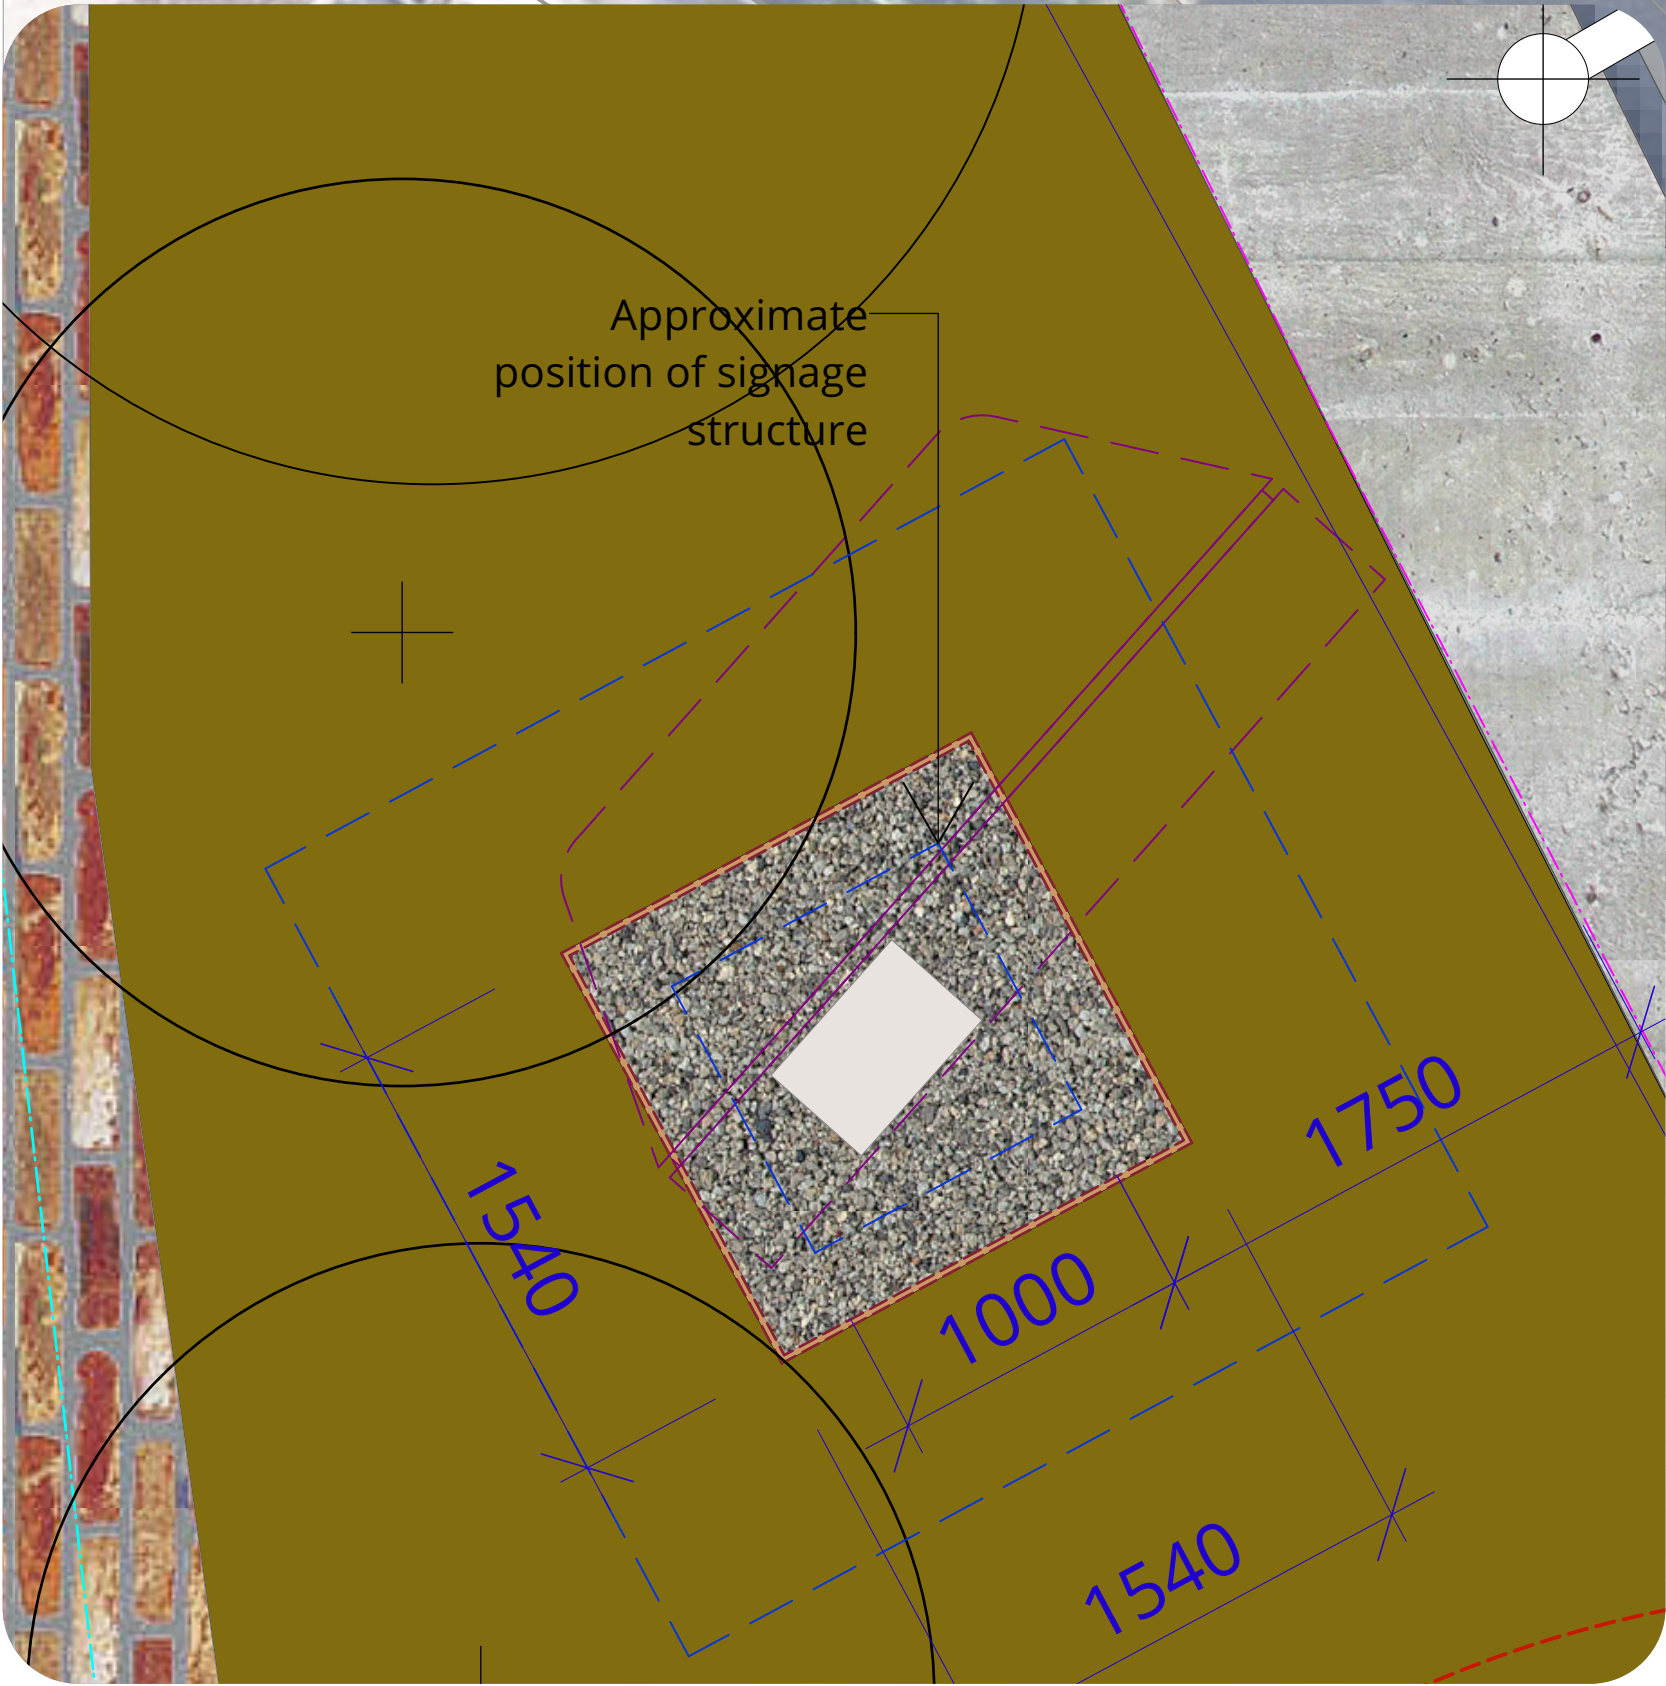 Approximate
position of signage
structure
1750
1540
1000
1540